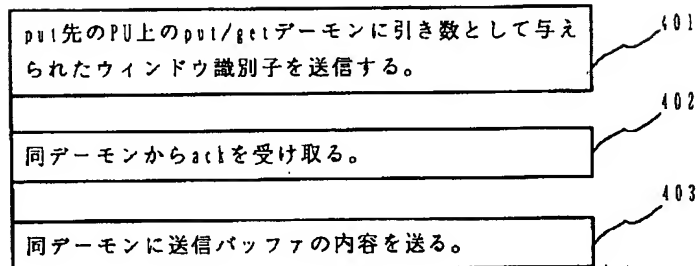 put先のPU上のput/getデーモンに引き数として与え
られたウィンドウ識別子を送信する。
401
同デーモンからackを受け取る。
402
同デーモンに送信バッファの内容を送る。
403